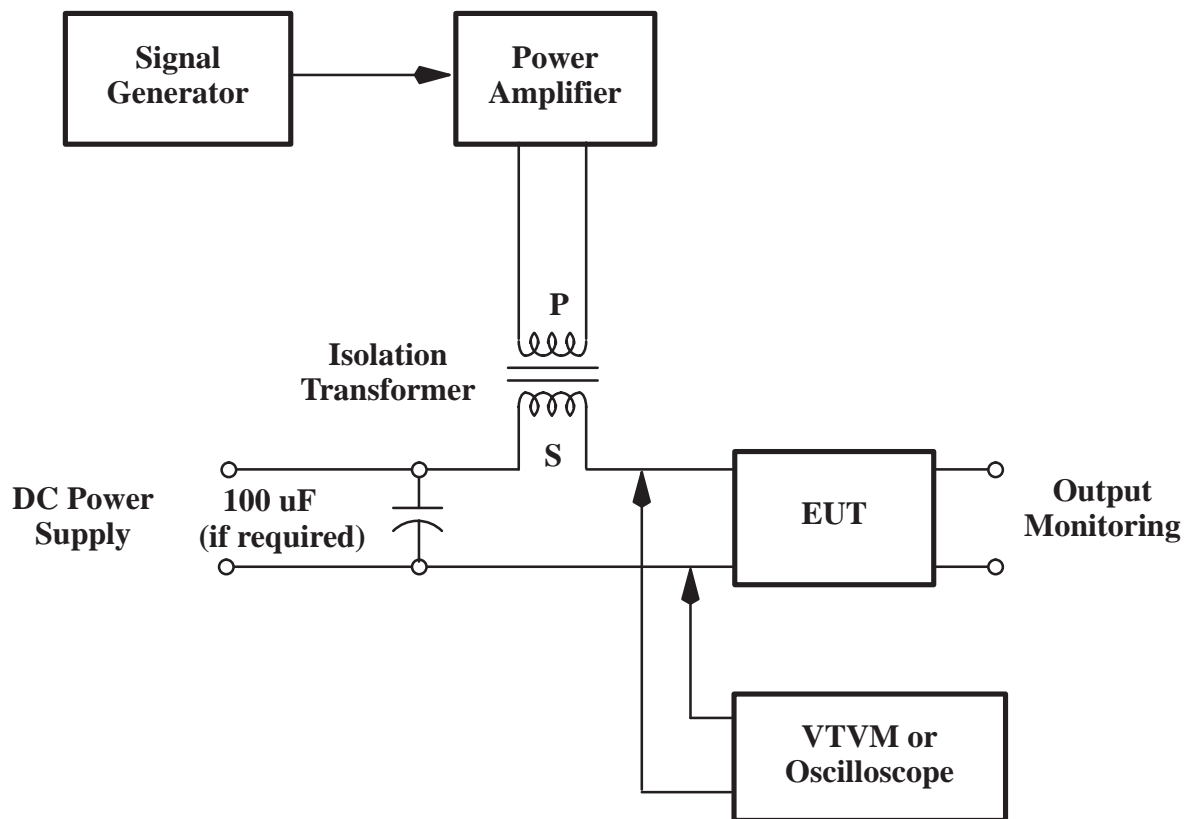 Signal
Generator
Power
Amplifier
P
Isolation
Transformer
S
DC Power
Supply
100 uF
(if required)
EUT
Output
Monitoring
VTVM or
Oscilloscope